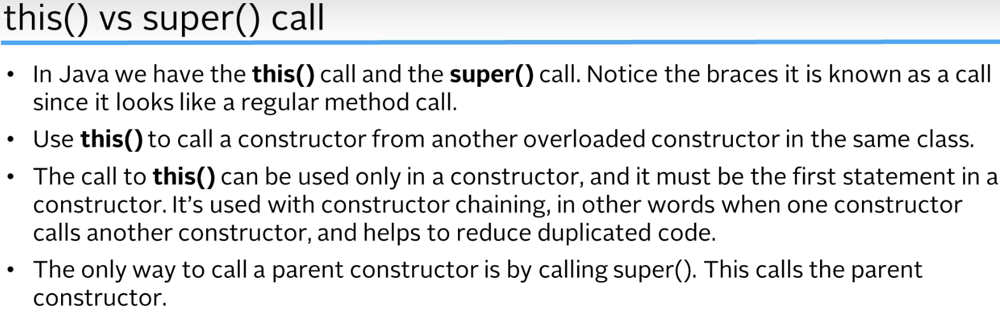 this() vs super() call
• In Java we have the this() call and the super() call. Notice the braces it is known as a call
since it looks like a regular method call.
• Use this() to call a constructor from another overloaded constructor in the same class.
• The call to this() can be used only in a constructor, and it must be the first statement in a
constructor. It’s used with constructor chaining, in other words when one constructor
calls another constructor, and helps to reduce duplicated code.
• The only way to call a parent constructor is by calling super(). This calls the parent
constructor.